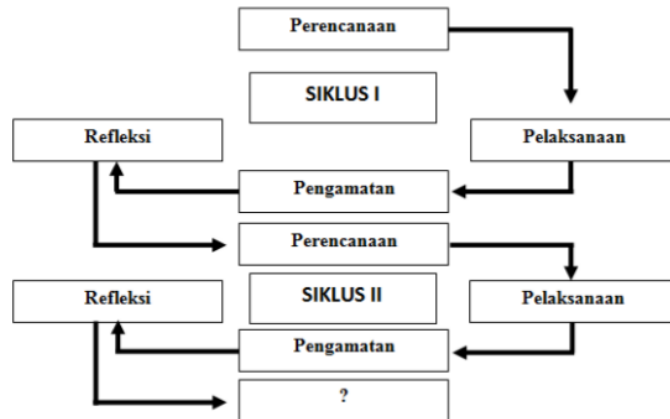 Perencanaan
SIKLUS I
Refleksi
Pelaksanaan
Pengamatan
Perencanaan
Refleksi
SIKLUS II
Pelaksanaan
Pengamatan
?